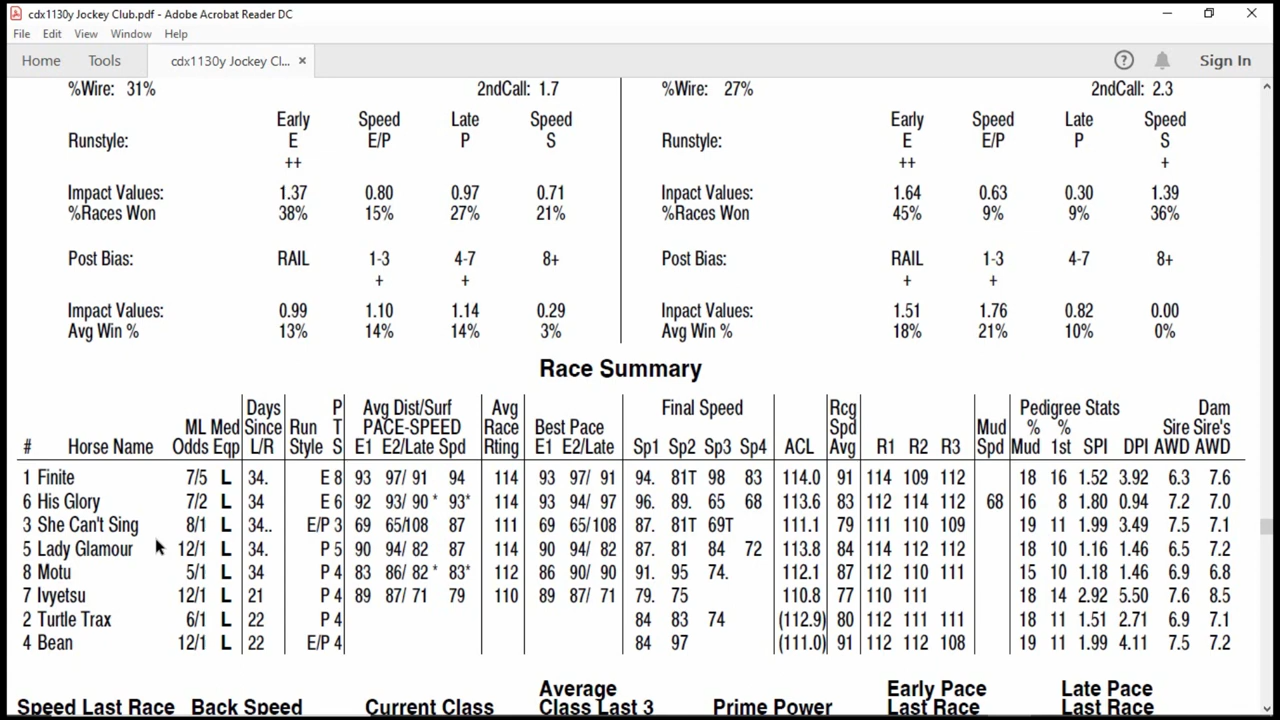 cdx1130y Jockey Club.pdf - Adobe Acrobat Reader DC
File Edit View Window Help
Home Tools cdx1130y Jockey Cl... × ? Sign In
%Wire: 31% 2ndCall: 1.7 %Wire: 27% 2ndCall: 2.3
Early Speed Late Speed Early Speed Late Speed
Runstyle: E E/P P S Runstyle: E E/P P S
++ ++ +
Impact Values: 1.37 0.80 0.97 0.71 Inpact Values: 1.64 0.63 0.30 1.39
%Races Won 38% 15% 27% 21% %Races Won 45% 9% 9% 36%
Post Bias: RAIL 1-3 4-7 8+ Post Bias: RAIL 1-3 4-7 8+
+ + + +
Impact Values: 0.99 1.10 1.14 0.29 Inpact Values: 1.51 1.76 0.82 0.00
Avg Win % 13% 14% 14% 3% Avg Win % 18% 21% 10% 0%
Race Summary
Days P Avg Dist/Surf Avg Final Speed Rcg Pedigree Stats Dam
ML Med Since Run T PACE-SPEED Race Best Pace Spd Mud % % Sire Sire's
# Horse Name Odds Eqp L/R Style S E1 E2/Late Spd Rting E1 E2/Late Sp1 Sp2 Sp3 Sp4 ACL Avg R1 R2 R3 Spd Mud 1st SPI DPI AWD AWD
1 Finite 7/5 L 34. E 8 93 97/ 91 94 114 93 97/ 91 94. 81T 98 83 114.0 91 114 109 112 18 16 1.52 3.92 6.3 7.6
6 His Glory 7/2 L 34 E 6 92 93/ 90 * 93* 114 93 94/ 97 96. 89. 65 68 113.6 83 112 114 112 68 16 8 1.80 0.94 7.2 7.0
3 She Can't Sing 8/1 L 34.. E/P 3 69 65/108 87 111 69 65/108 87. 81T 69T 111.1 79 111 110 109 19 11 1.99 3.49 7.5 7.1
5 Lady Glamour 12/1 L 34. P 5 90 94/ 82 87 114 90 94/ 82 87. 81 84 72 113.8 84 114 112 112 18 10 1.16 1.46 6.5 7.2
8 Motu 5/1 L 34 P 4 83 86/ 82 * 83* 112 86 90/ 90 91. 95 74. 112.1 87 112 110 111 15 10 1.18 1.46 6.9 6.8
7 Ivyetsu 12/1 L 21 P 4 89 87/ 71 79 110 89 87/ 71 79. 75 110.8 77 110 111 18 14 2.92 5.50 7.6 8.5
2 Turtle Trax 6/1 L 22 P 4 84 83 74 (112.9) 80 112 111 111 18 11 1.51 2.71 6.9 7.1
4 Bean 12/1 L 22 E/P 4 84 97 (111.0) 91 112 112 108 19 11 1.99 4.11 7.5 7.2
Average Early Pace Late Pace
Speed Last Race Back Speed Current Class Class Last 3 Prime Power Last Race Last Race